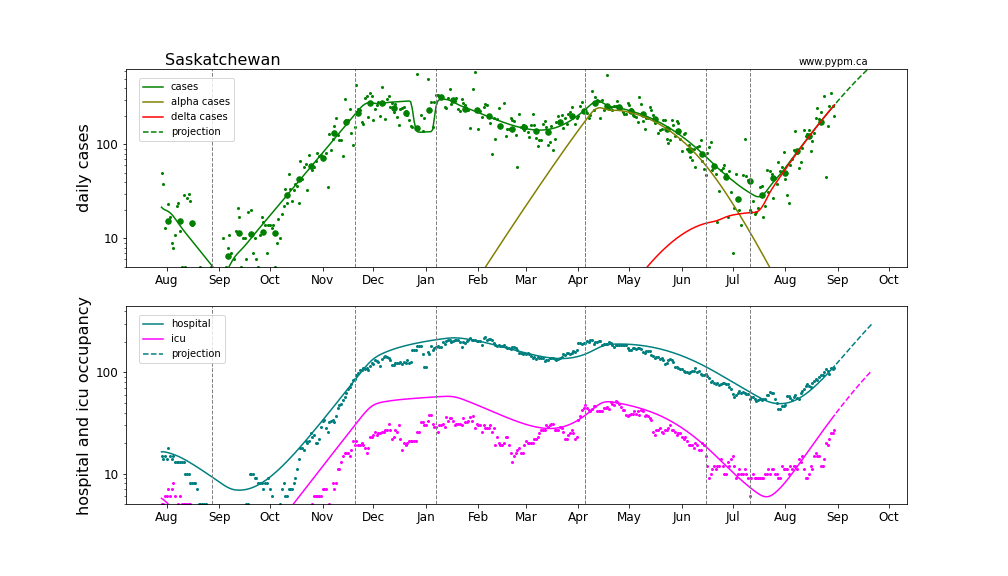 Saskatchewan
www.pypm.ca
daily cases
100
10
cases
alpha cases
delta cases
projection
Aug Sep Oct Nov Dec Jan Feb Mar Apr May Jun Jul Aug Sep Oct
hospital and icu occupancy
100
10
hospital
icu
projection
Aug Sep Oct Nov Dec Jan Feb Mar Apr May Jun Jul Aug Sep Oct